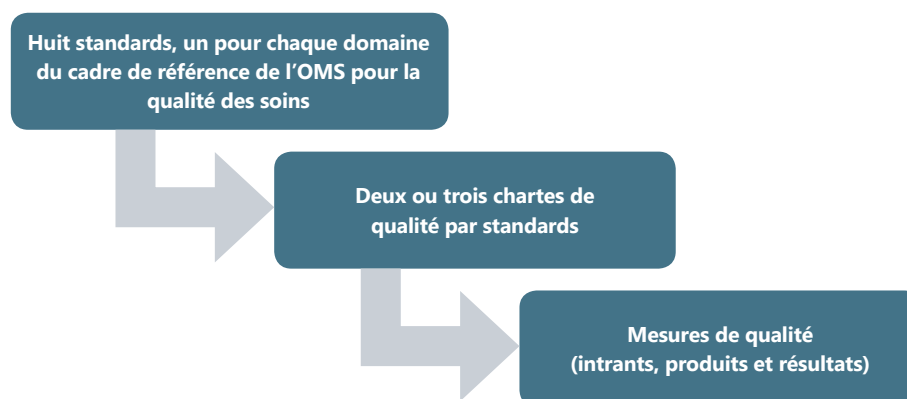 Huit standards, un pour chaque domaine
du cadre de référence de l’OMS pour la
qualité des soins
Deux ou trois chartes de
qualité par standards
Mesures de qualité
(intrants, produits et résultats)